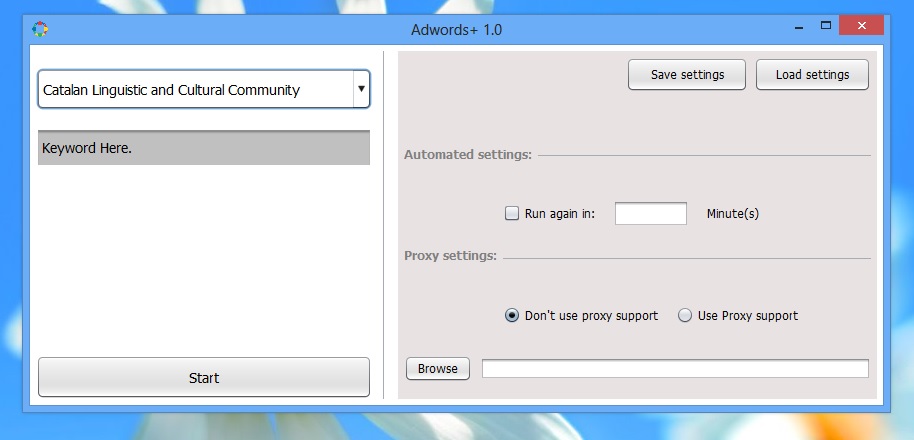 Adwords+ 1.0
Catalan Linguistic and Cultural Community
Keyword Here.
Start
Save settings Load settings
Automated settings:
Run again in: Minute(s)
Proxy settings:
Don't use proxy support Use Proxy support
Browse